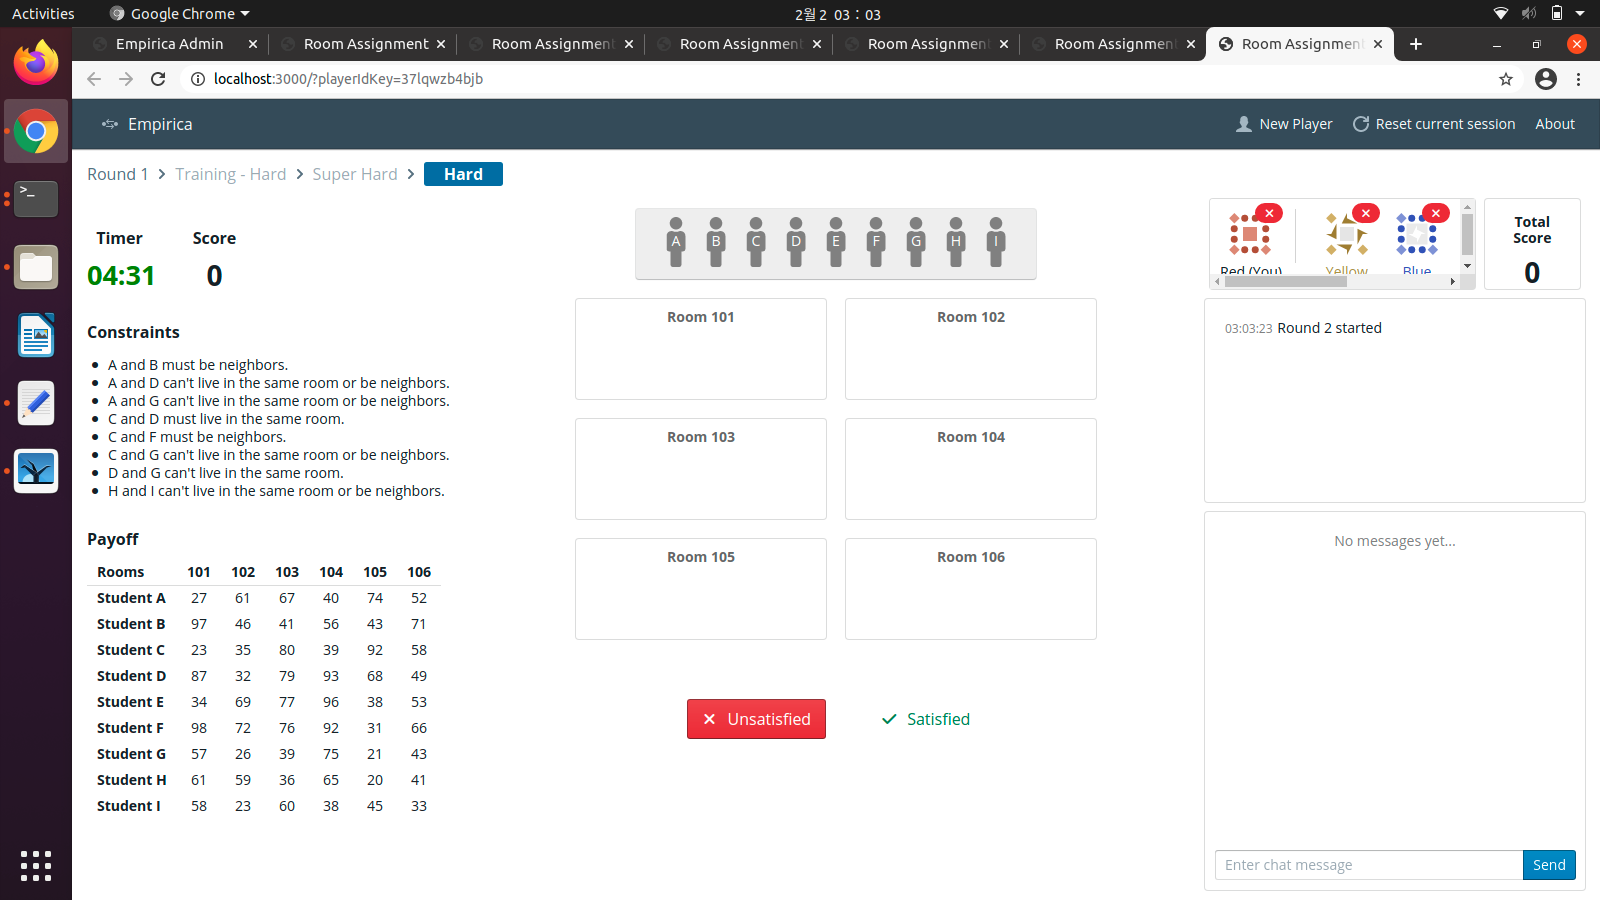 Activities
Google Chrome
2월 2 03 : 03
Empirica Admin
Room Assignment
Room Assignment
Room Assignment
Room Assignment
Room Assignment
Room Assignment
localhost:3000/?playerIdKey=37lqwzb4bjb
Empirica
New Player
Reset current session
About
Round 1
Training - Hard
Super Hard
Hard
Timer
Score
04:31
0
A B C D E F G H I
Red (You)
Yellow
Blue
Total
Score
0
Constraints
A and B must be neighbors.
A and D can't live in the same room or be neighbors.
A and G can't live in the same room or be neighbors.
C and D must live in the same room.
C and F must be neighbors.
C and G can't live in the same room or be neighbors.
D and G can't live in the same room.
H and I can't live in the same room or be neighbors.
Room 101
Room 102
Room 103
Room 104
Room 105
Room 106
03:03:23 Round 2 started
Payoff
Rooms 101 102 103 104 105 106
Student A 27 61 67 40 74 52
Student B 97 46 41 56 43 71
Student C 23 35 80 39 92 58
Student D 87 32 79 93 68 49
Student E 34 69 77 96 38 53
Student F 98 72 76 92 31 66
Student G 57 26 39 75 21 43
Student H 61 59 36 65 20 41
Student I 58 23 60 38 45 33
Unsatisfied
Satisfied
No messages yet...
Enter chat message
Send